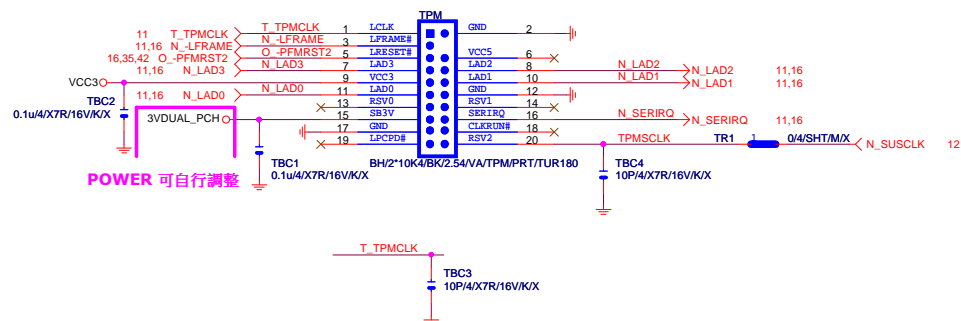 TPM
11 T_TPMCLK T_TPMCLK 1 LCLK GND 2
11,16 N_-LFRAME N_-LFRAME 3 LFRAME#
16,35,42 O_-PFMRST2 O_-PFMRST2 5 LRESET# VCC5 6
11,16 N_LAD3 N_LAD3 7 LAD3 LAD2 8 N_LAD2 N_LAD2 11,16
VCC3 9 VCC3 LAD1 10 N_LAD1 N_LAD1 11,16
11,16 N_LAD0 N_LAD0 11 LAD0 GND 12
TBC2
0.1u/4/X7R/16V/K/X
13 RSV0 RSV1 14
3VDUAL_PCH 15 SB3V SERIRQ 16 N_SERIRQ N_SERIRQ 11,16
17 GND CLKRUN# 18
19 LPCPD# RSV2 20 TPMSCLK TR1 1 0/4/SHT/M/X N_SUSCLK 12
BH/2*10K4/BK/2.54/VA/TPM/PRT/TUR180
TBC1
0.1u/4/X7R/16V/K/X
TBC4
10P/4/X7R/16V/K/X
POWER 可自行調整
T_TPMCLK
TBC3
10P/4/X7R/16V/K/X